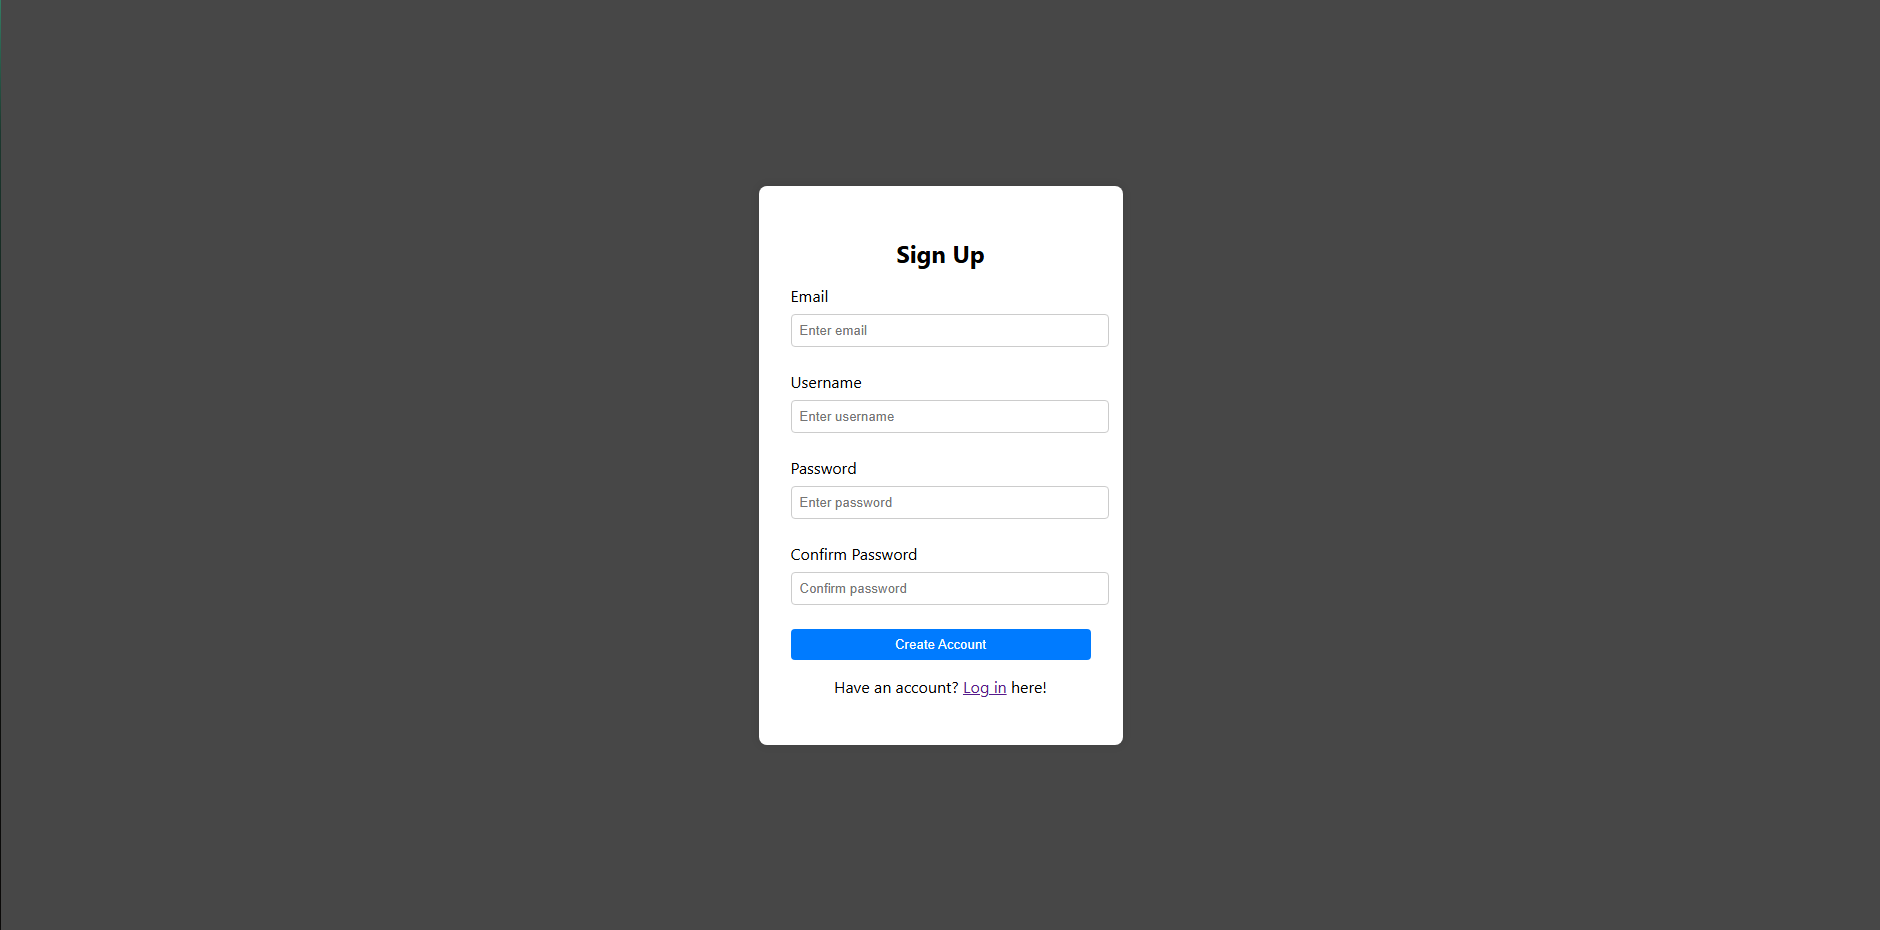 Sign Up
Email
Enter email
Username
Enter username
Password
Enter password
Confirm Password
Confirm password
Create Account
Have an account? Log in here!